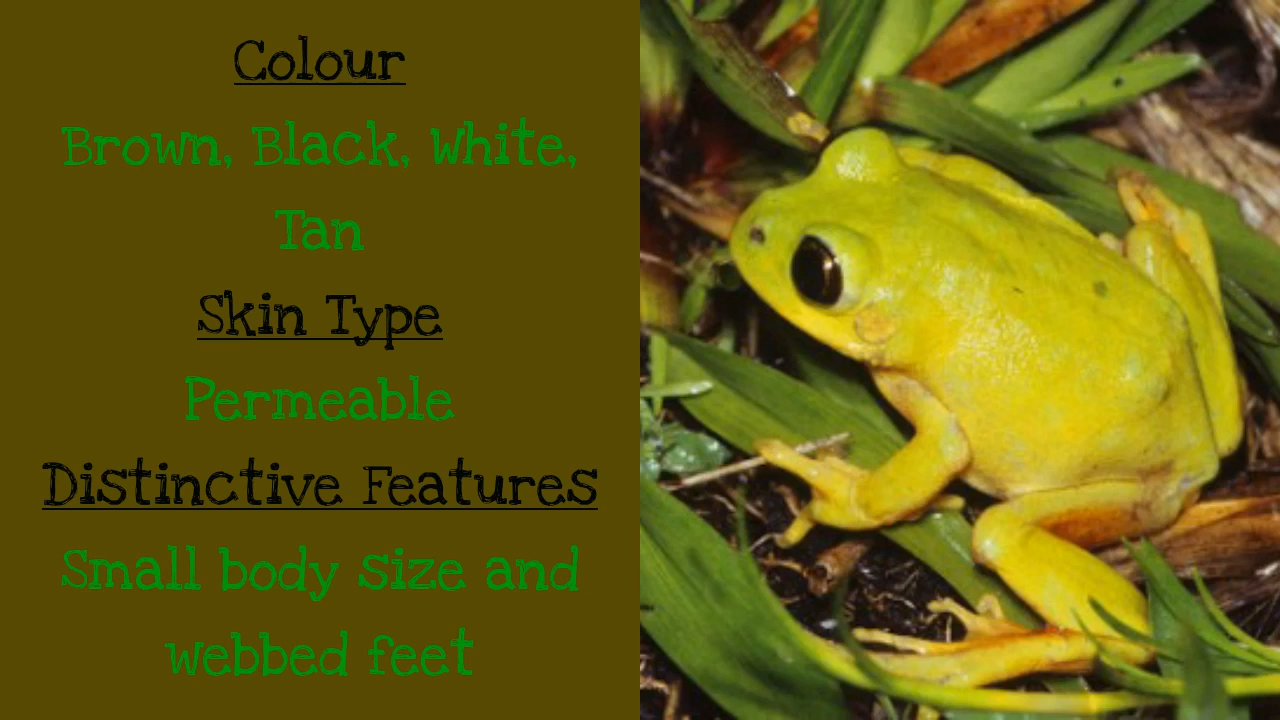 Colour
Brown, Black, White,
Tan
Skin Type
Permeable
Distinctive Features
Small body size and
webbed feet